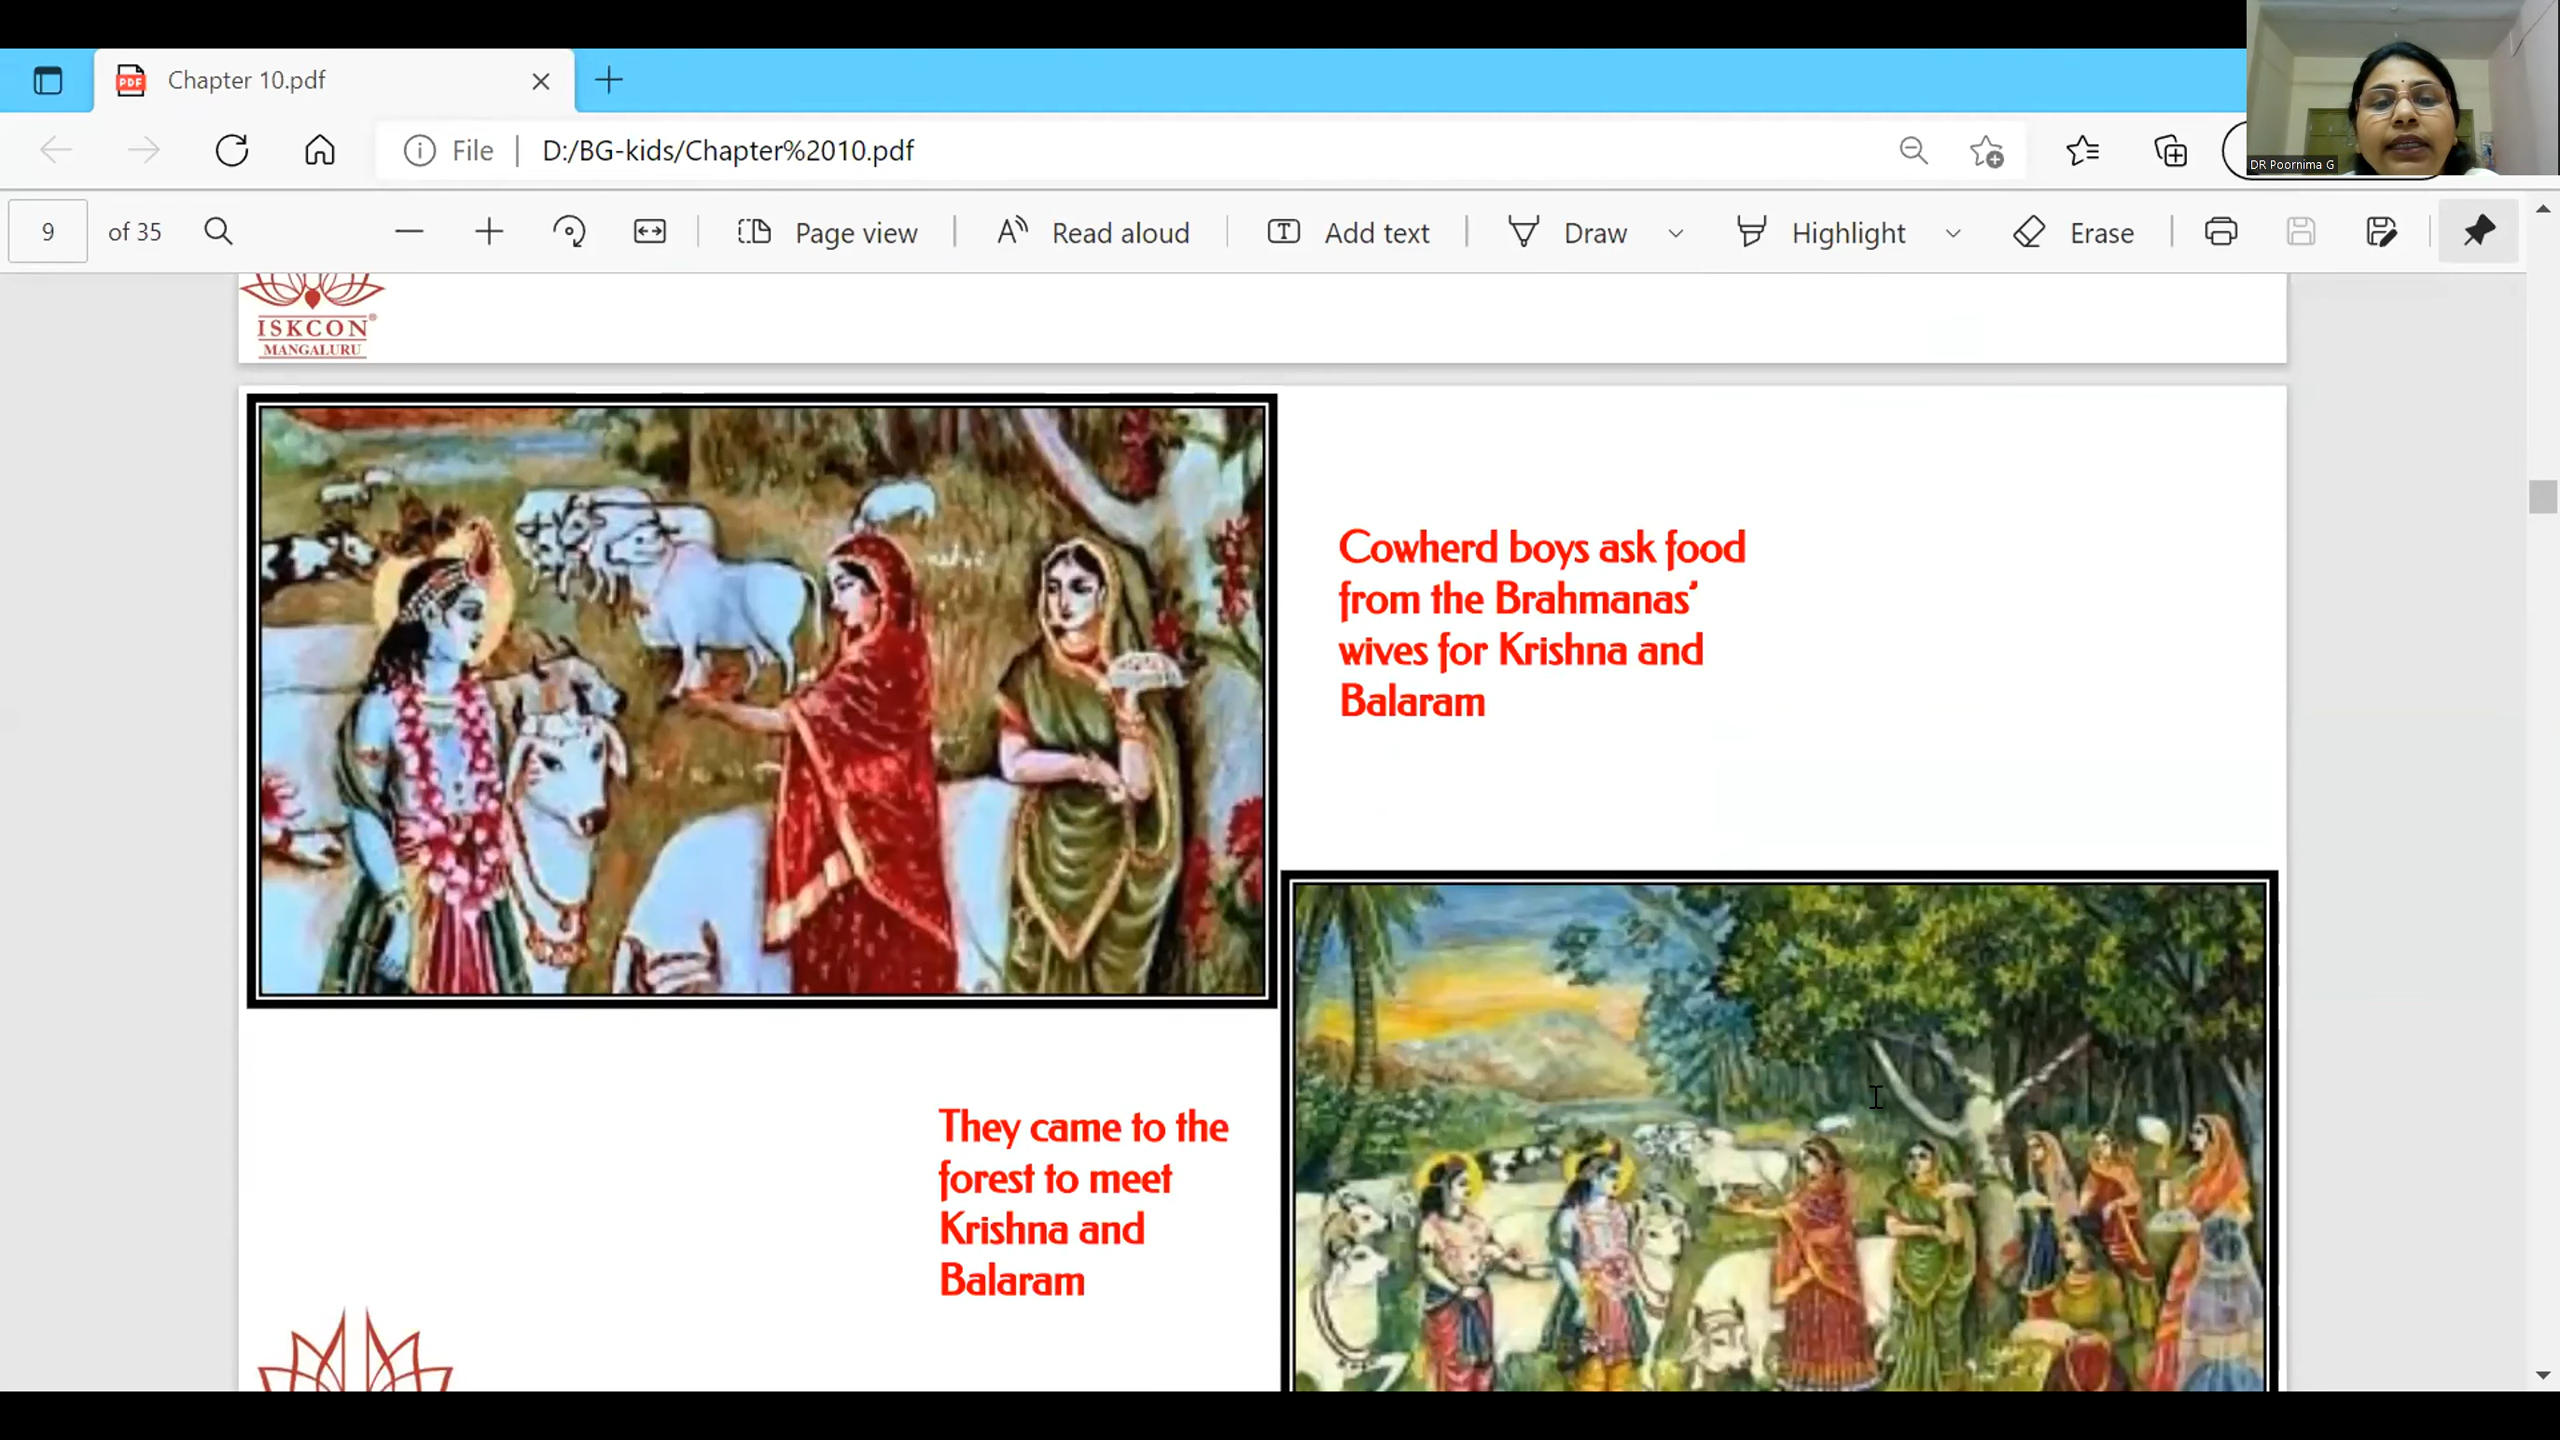 Chapter 10.pdf
File
D:/BG-kids/Chapter%2010.pdf
DR Poornima G
9 of 35
Page view
Read aloud
Add text
Draw
Highlight
Erase
ISKCON®
MANGALURU
Cowherd boys ask food
from the Brahmanas’
wives for Krishna and
Balaram
They came to the
forest to meet
Krishna and
Balaram